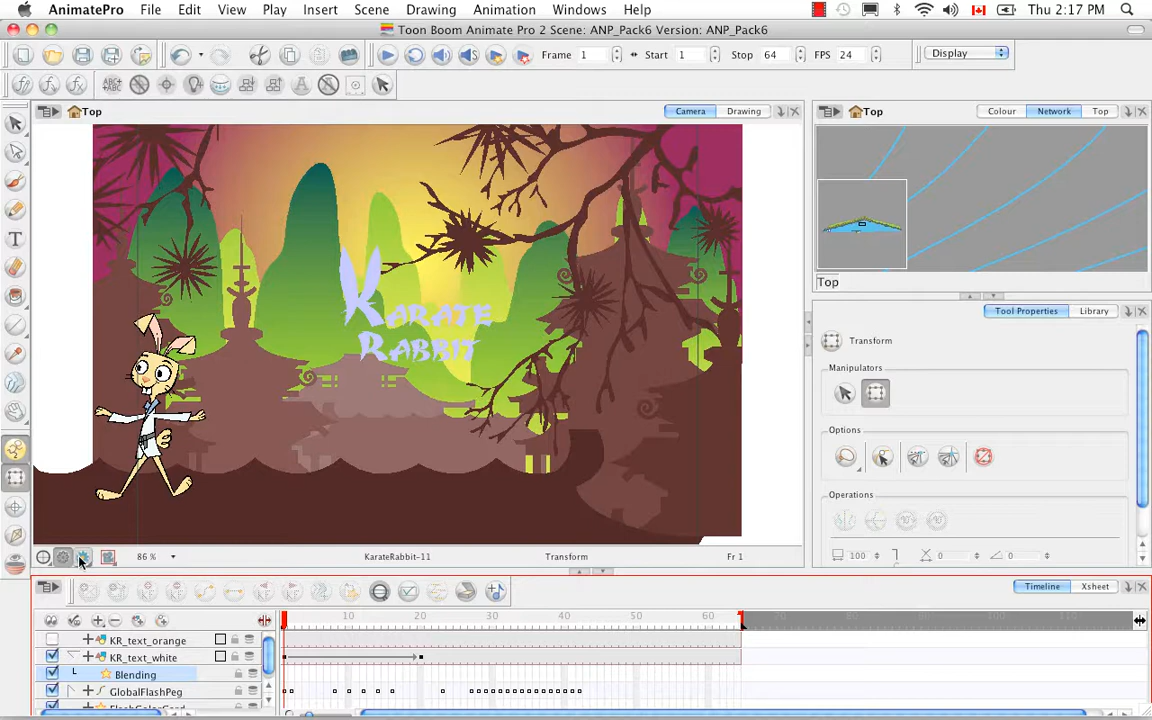 AnimatePro File Edit View Play Insert Scene Drawing Animation Windows Help Thu 2:17 PM
Toon Boom Animate Pro 2 Scene: ANP_Pack6 Version: ANP_Pack6
Frame 1 Start 1 Stop 64 FPS 24 Display
Top Camera Drawing
Top Colour Network Top
KARATE
RABBIT
Top
Tool Properties Library
Transform
Manipulators
Options
Operations
100 0 0
86 % KarateRabbit-11 Transform Fr 1
Timeline Xsheet
10 20 30 40 50 60
KR_text_orange
KR_text_white
Blending
GlobalFlashPeg